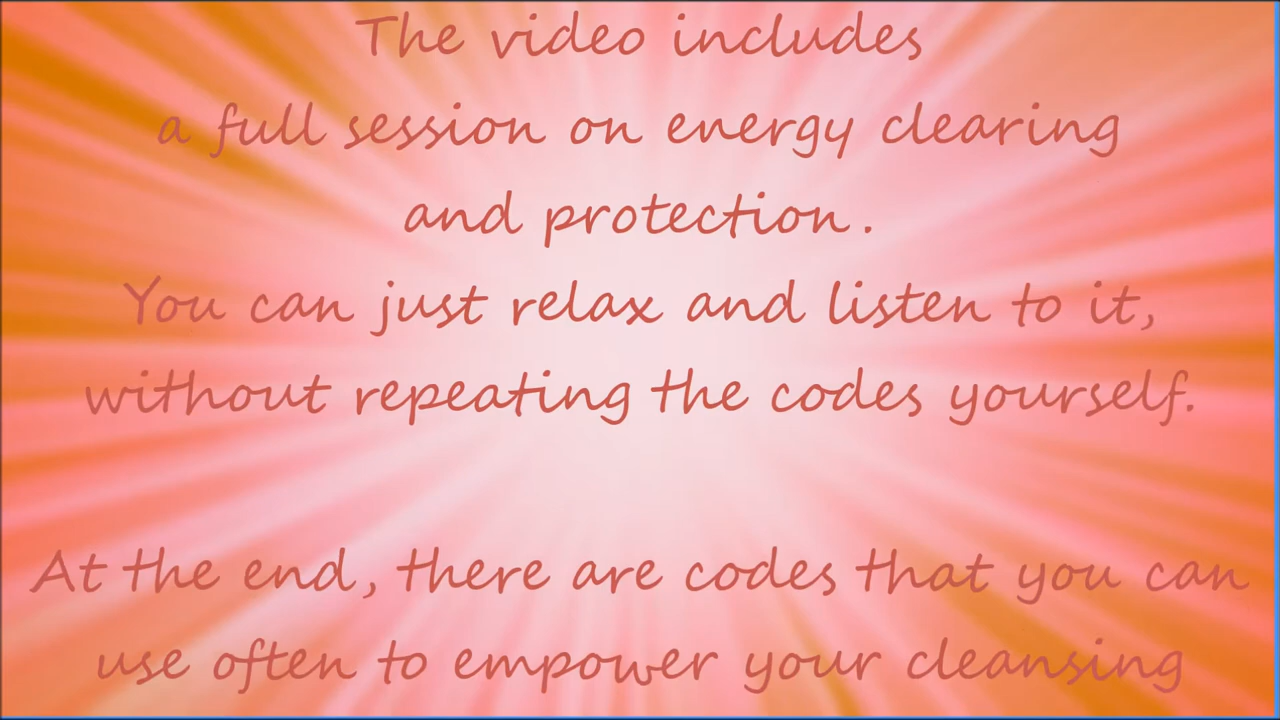 The video includes
a full session on energy clearing
and protection.
You can just relax and listen to it,
without repeating the codes yourself.
At the end, there are codes that you can
use often to empower your cleansing